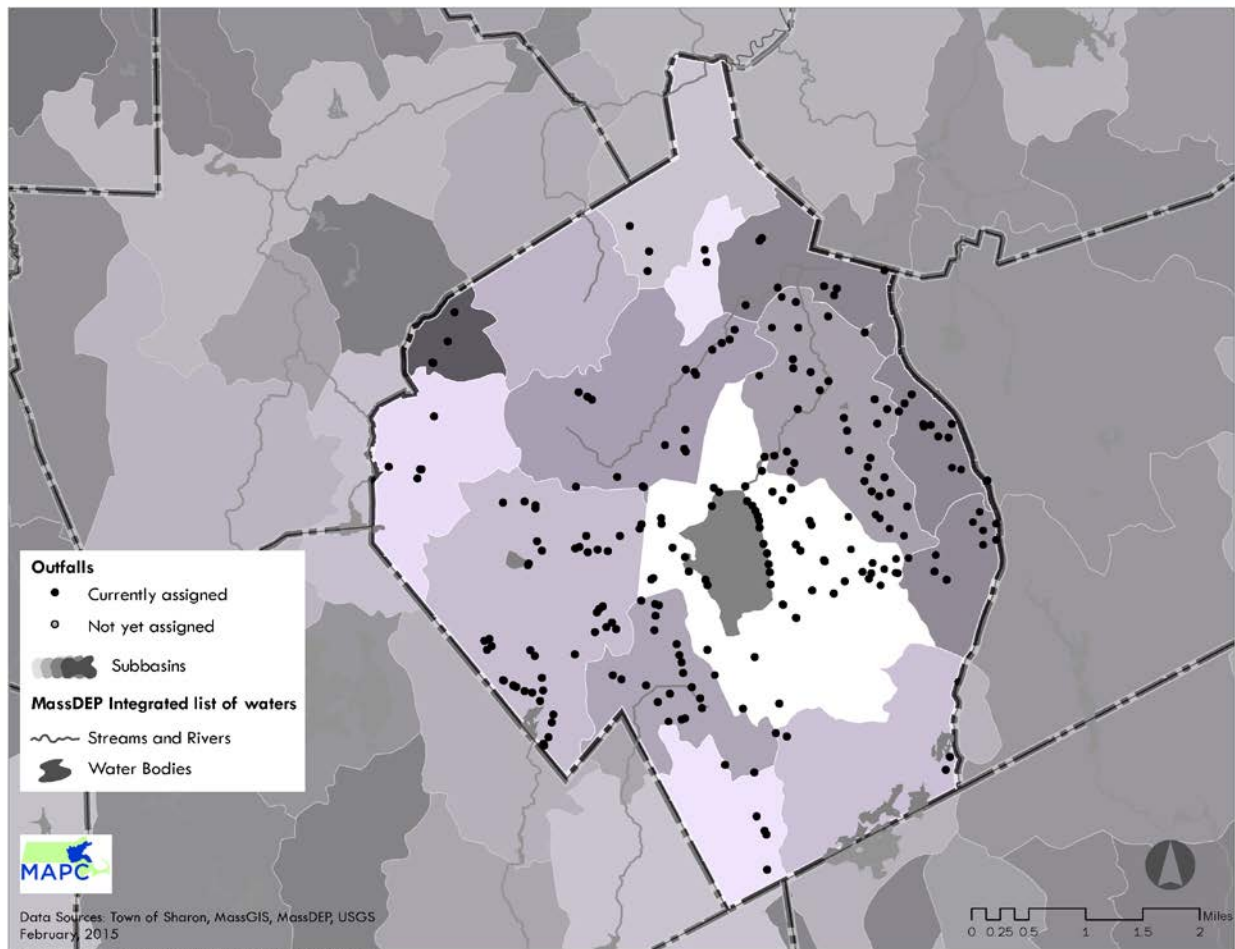 Outfalls
Currently assigned
Not yet assigned
Subbasins
MassDEP Integrated list of waters
Streams and Rivers
Water Bodies
MAPC
Data Sources: Town of Sharon, MassGIS, MassDEP, USGS
February, 2015
Miles
0 0.25 0.5 1 1.5 2